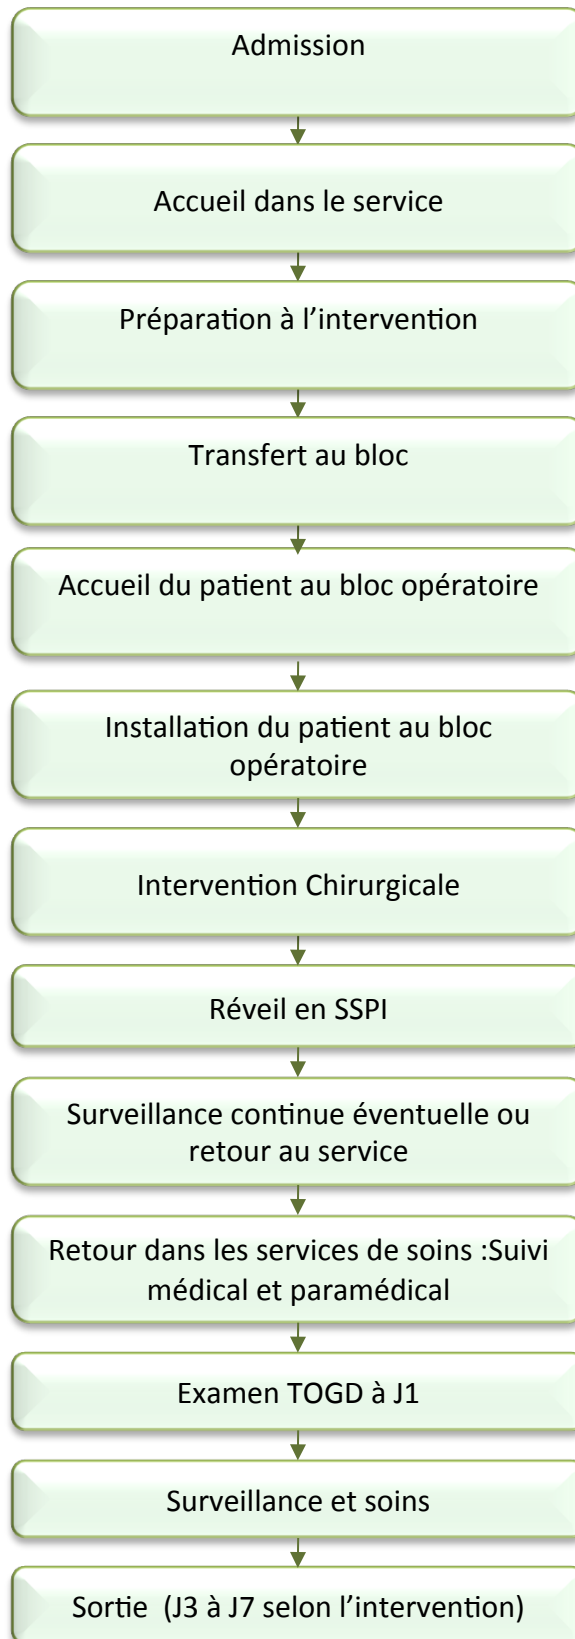 Admission
Accueil dans le service
Préparation à l’intervention
Transfert au bloc
Accueil du patient au bloc opératoire
Installation du patient au bloc
opératoire
Intervention Chirurgicale
Réveil en SSPI
Surveillance continue éventuelle ou
retour au service
Retour dans les services de soins :Suivi
médical et paramédical
Examen TOGD à J1
Surveillance et soins
Sortie  (J3 à J7 selon l’intervention)